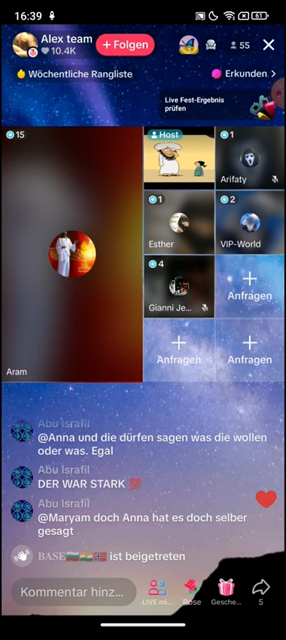 16:39
61
Alex team
10.4K
+ Folgen
55
Wöchentliche Rangliste
Erkunden >
Live Fest-Ergebnis
prüfen
15
Host
1
Arifaty
1
2
Esther
VIP-World
4
Gianni Je...
Anfragen
Aram
Anfragen
Anfragen
Abu Israfil
@Anna und die dürfen sagen was die wollen
oder was. Egal
Abu Israfil
DER WAR STARK 💯
Abu Israfil
@Maryam doch Anna hat es doch selber
gesagt
BASE🇧🇬🇮🇳🇳🇴 ist beigetreten
Kommentar hinz...
LIVE mi...
Rose
Gesche...
5